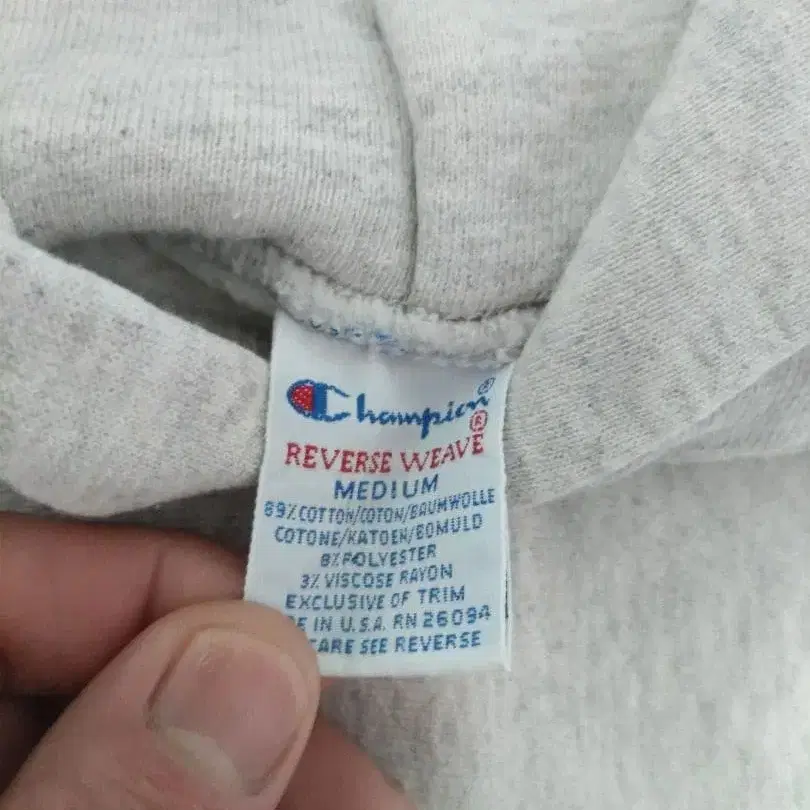 Champion®
REVERSE WEAVE®
MEDIUM
89% COTTON/COTON/BAUMWOLLE
COTONE/KATOEN/BOMULD
8% POLYESTER
3% VISCOSE RAYON
EXCLUSIVE OF TRIM
IN U.S.A. RN 26094
CARE SEE REVERSE